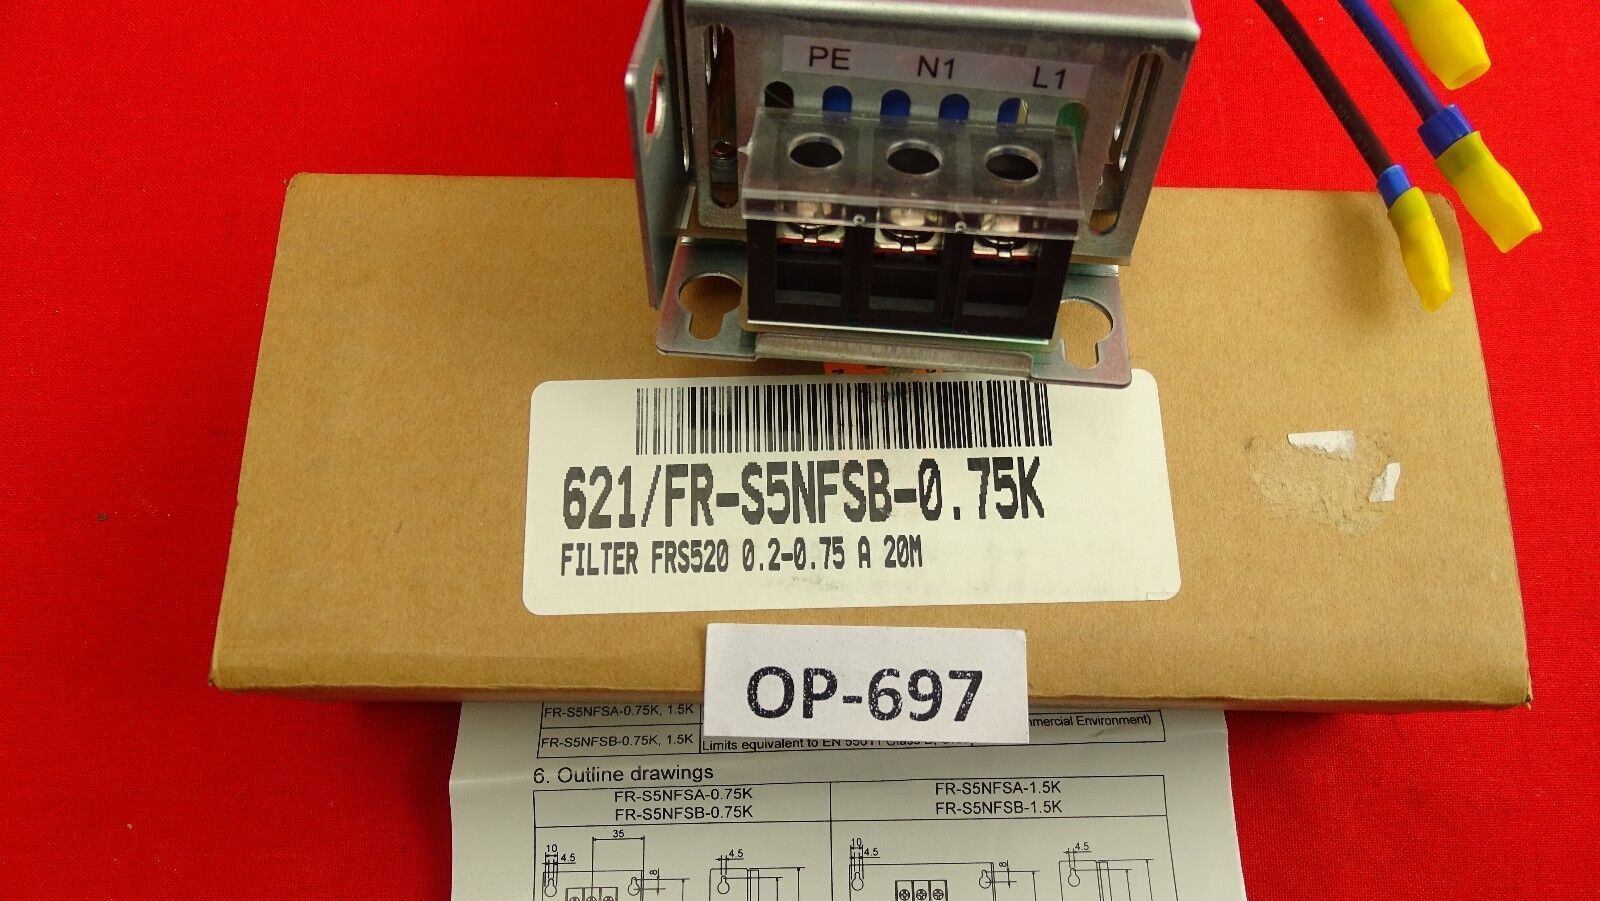 PE N1 L1
621/FR-S5NFSB-0.75K
FILTER FRS520 0.2-0.75 A 20M
OP-697
FR-S5NFSA-0.75K, 1.5K
mmercial Environment)
FR-S5NFSB-0.75K, 1.5K
Limits equivalent to EN 55011 Class B,
6. Outline drawings
FR-S5NFSA-0.75K
FR-S5NFSB-0.75K
FR-S5NFSA-1.5K
FR-S5NFSB-1.5K
35
10
4.5
8
4.5
10
4.5
8
4.5